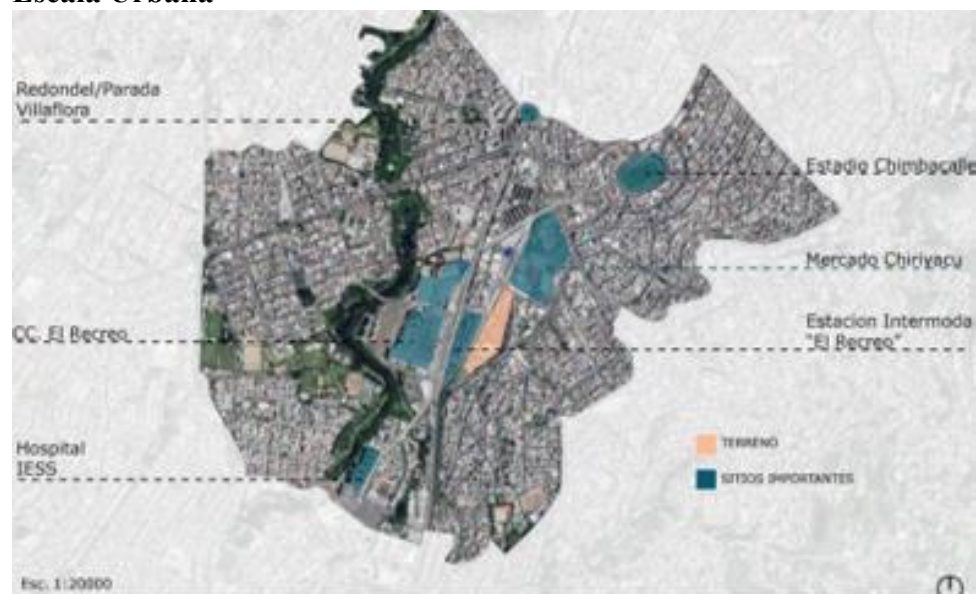 Escala Urbana
Redondel/Parada
Villaflora
Estadio Chimbacalle
Mercado Chiriyacu
CC. El Recreo
Estacion Intermoda
"El Recreo"
Hospital
IESS
TERRENO
SITIOS IMPORTANTES
Esc. 1:20000